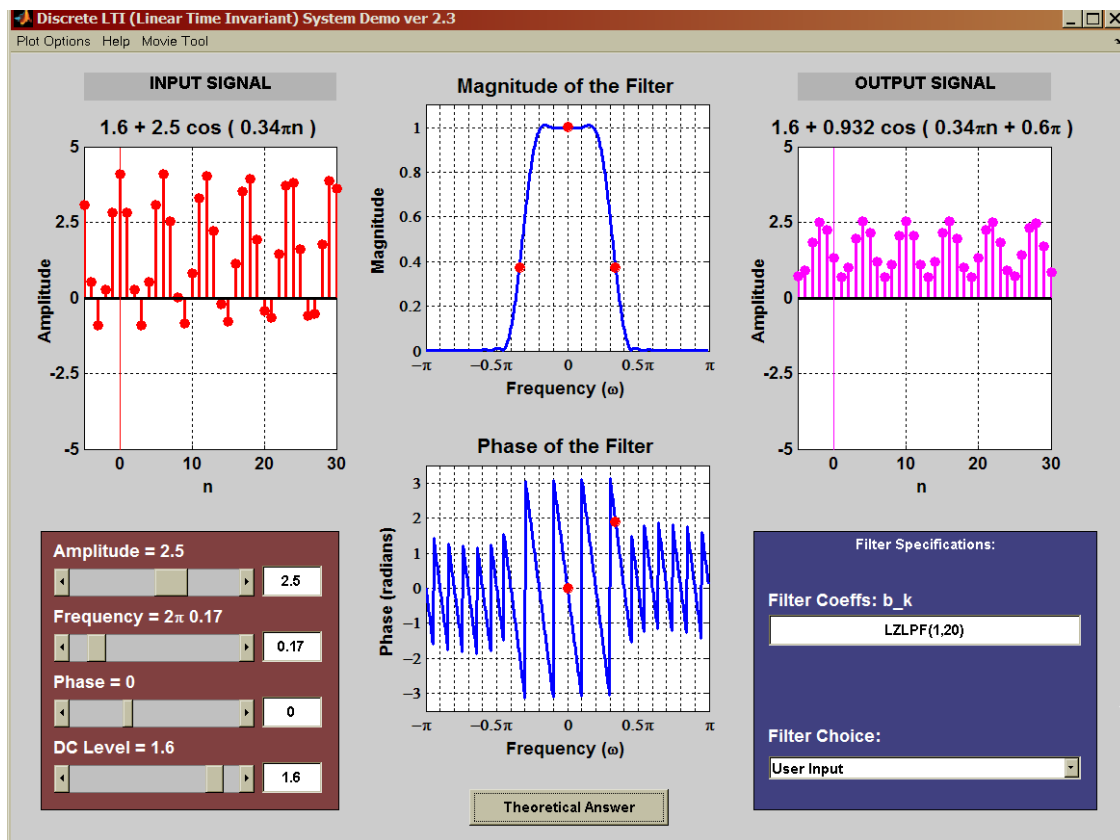 Discrete LTI (Linear Time Invariant) System Demo ver 2.3
Plot Options Help Movie Tool
INPUT SIGNAL
1.6 + 2.5 cos ( 0.34πn )
5
2.5
0
-2.5
-5
Amplitude
0 10 20 30
n
Magnitude of the Filter
1
0.8
0.6
0.4
0.2
0
Magnitude
−π −0.5π 0 0.5π π
Frequency (ω)
OUTPUT SIGNAL
1.6 + 0.932 cos ( 0.34πn + 0.6π )
5
2.5
0
-2.5
-5
Amplitude
0 10 20 30
n
Phase of the Filter
3
2
1
0
−1
−2
−3
Phase (radians)
−π −0.5π 0 0.5π π
Frequency (ω)
Amplitude = 2.5
2.5
Frequency = 2π 0.17
0.17
Phase = 0
0
DC Level = 1.6
1.6
Theoretical Answer
Filter Specifications:
Filter Coeffs: b_k
LZLPF(1,20)
Filter Choice:
User Input